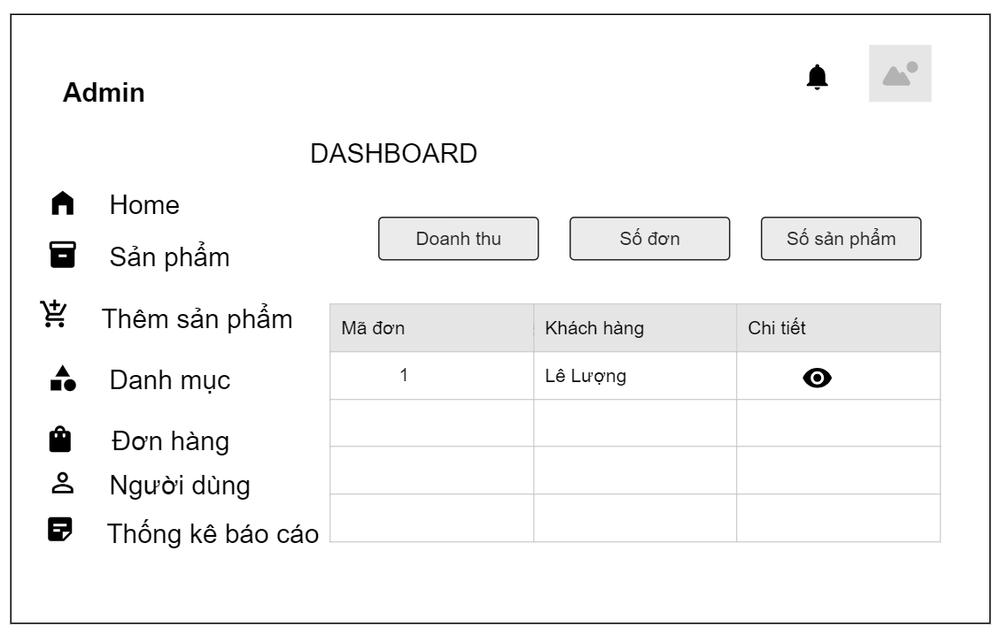 Admin
DASHBOARD
Home
Sản phẩm
Thêm sản phẩm
Danh mục
Đơn hàng
Người dùng
Thống kê báo cáo
Doanh thu
Số đơn
Số sản phẩm
Mã đơn
Khách hàng
Chi tiết
1
Lê Lượng